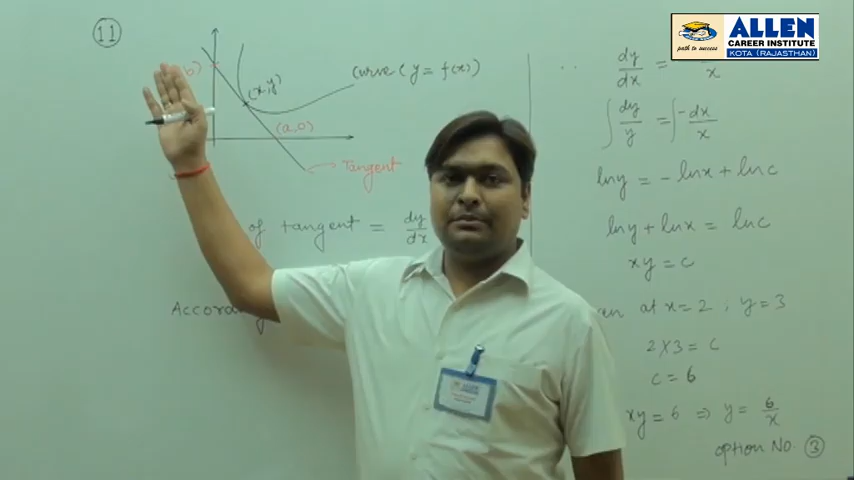 ALLEN
CAREER INSTITUTE
KOTA (RAJASTHAN)
path to success
11
b)
(x,y)
Curve (y = f(x))
(a,0)
Tangent
of tangent = dy/dx
Accord
∴ dy/dx = x
∫ dy/y = ∫ -dx/x
lny = -lnx + lnc
lny + lnx = lnc
xy = c
at x = 2 , y = 3
2 X 3 = c
c = 6
xy = 6 ⇒ y = 6/x
option No. 3
ALLEN